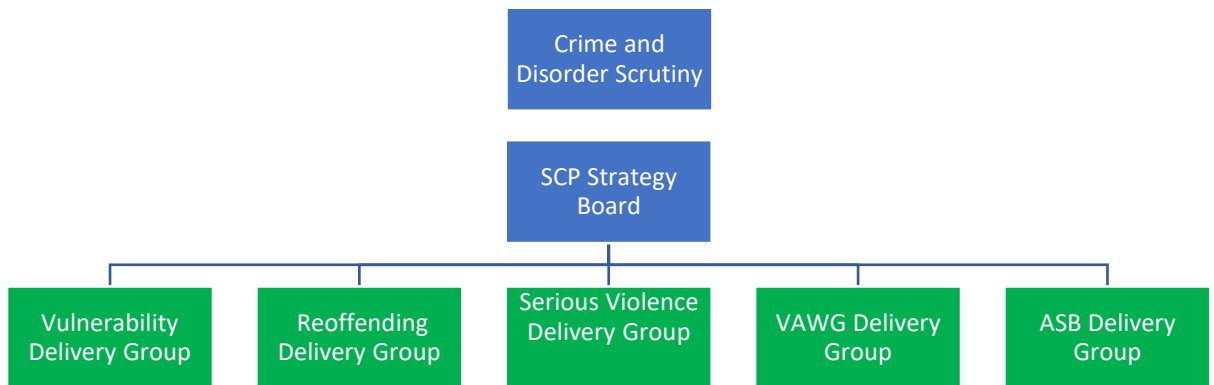 Crime and
Disorder Scrutiny
SCP Strategy
Board
Vulnerability
Delivery Group
Reoffending
Delivery Group
Serious Violence
Delivery Group
VAWG Delivery
Group
ASB Delivery
Group